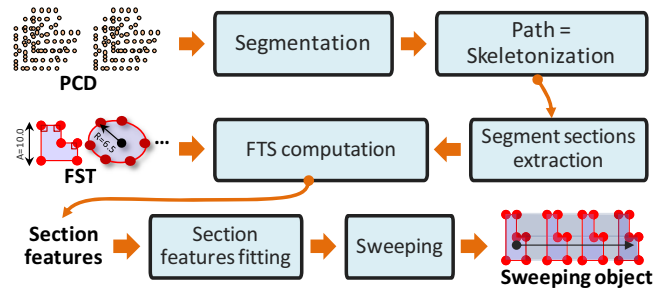 PCD
Segmentation
Path =
Skeletonization
A=10.0
R=6.5
...
FST
FTS computation
Segment sections
extraction
Section
features
Section
features fitting
Sweeping
Sweeping object